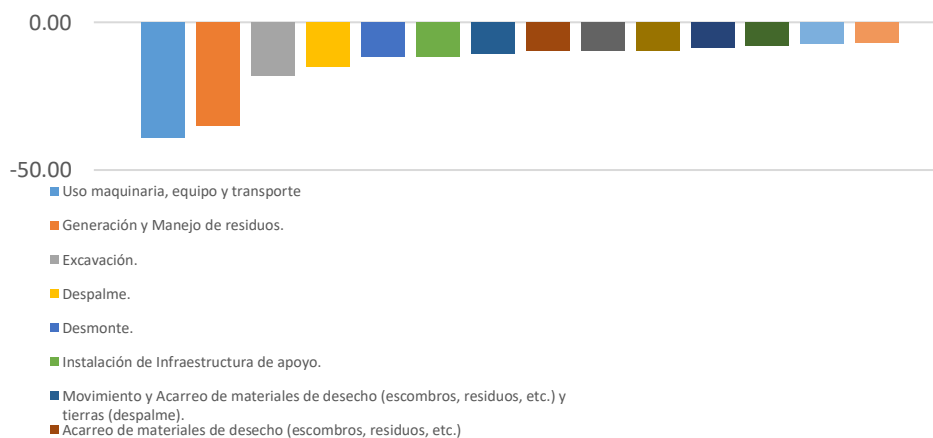 0.00
-50.00
Uso maquinaria, equipo y transporte
Generación y Manejo de residuos.
Excavación.
Despalme.
Desmonte.
Instalación de Infraestructura de apoyo.
Movimiento y Acarreo de materiales de desecho (escombros, residuos, etc.) y
tierras (despalme).
Acarreo de materiales de desecho (escombros, residuos, etc.)